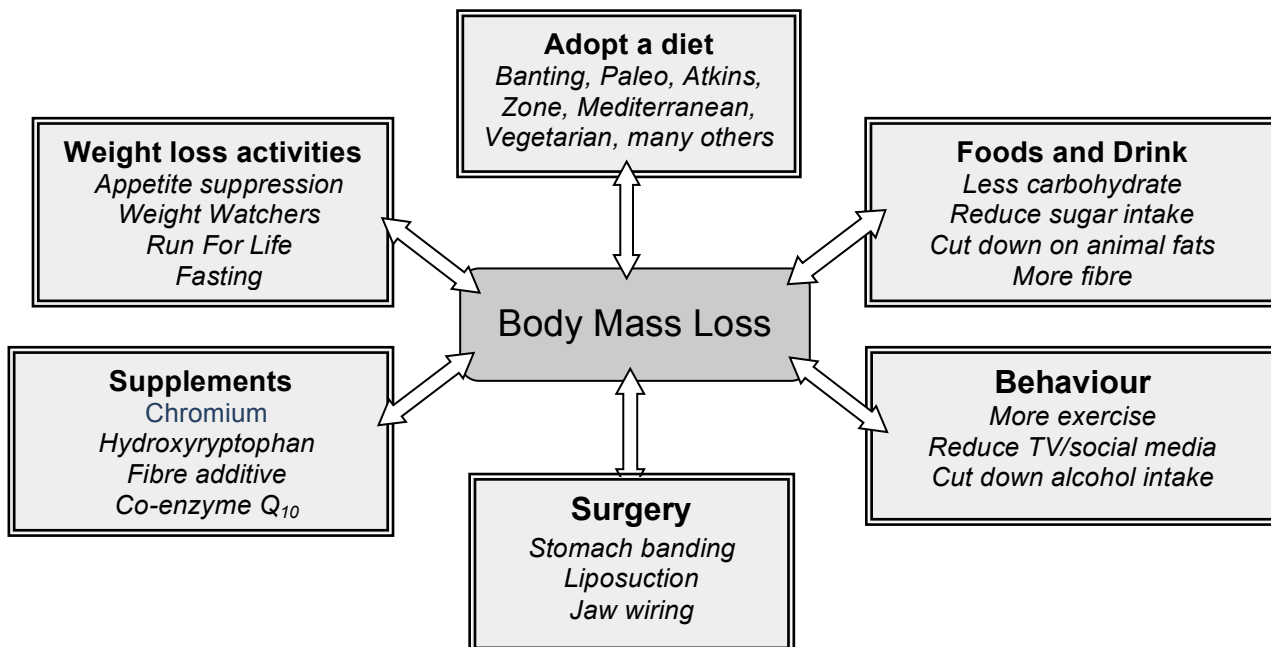 Adopt a diet
Banting, Paleo, Atkins,
Zone, Mediterranean,
Vegetarian, many others
Weight loss activities
Appetite suppression
Weight Watchers
Run For Life
Fasting
Foods and Drink
Less carbohydrate
Reduce sugar intake
Cut down on animal fats
More fibre
Body Mass Loss
Supplements
Chromium
Hydroxyryptophan
Fibre additive
Co-enzyme Q10
Behaviour
More exercise
Reduce TV/social media
Cut down alcohol intake
Surgery
Stomach banding
Liposuction
Jaw wiring